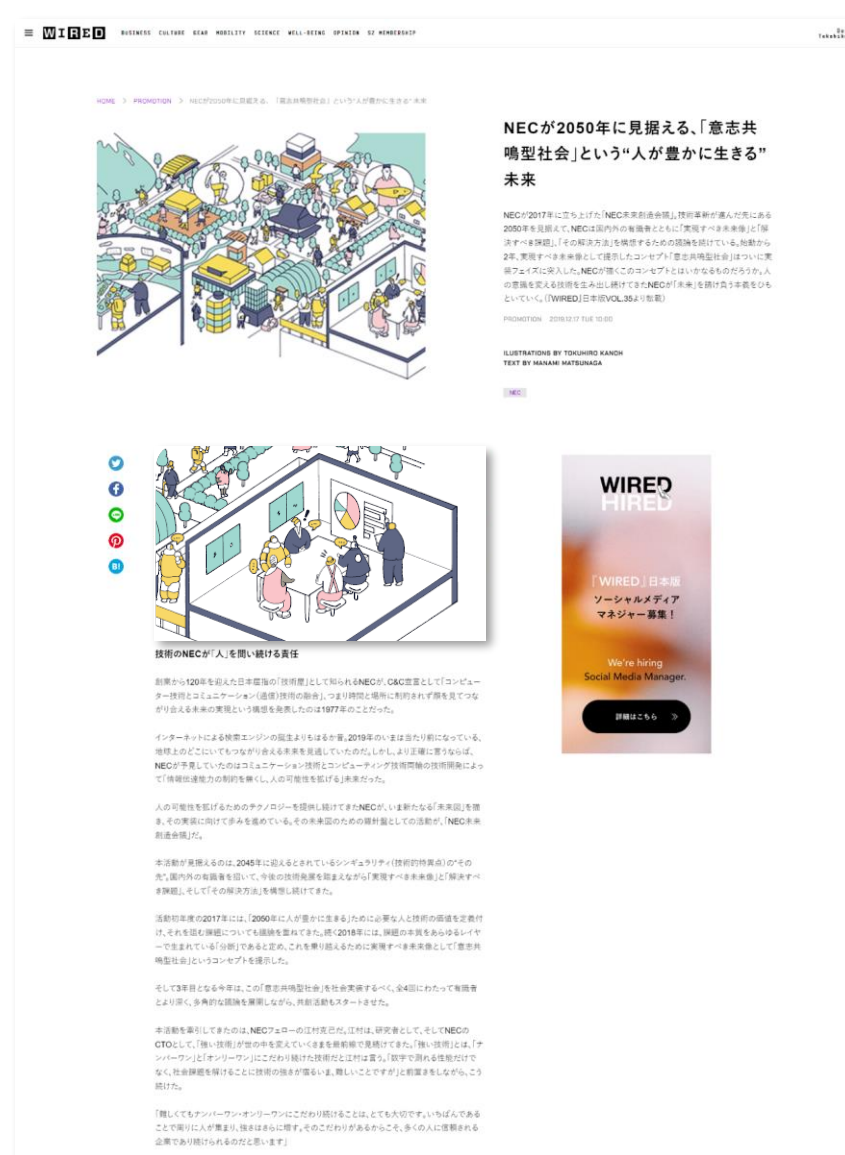 WIRED
BUSINESS CULTURE GEAR MOBILITY SCIENCE WELL-BEING OPINION SZ MEMBERSHIP
HOME > PROMOTION > NECが2050年に見据える、「意志共鳴型社会」という“人が豊かに生きる”未来
NECが2050年に見据える、「意志共
鳴型社会」という“人が豊かに生きる”
未来
NECが2017年に立ち上げた「NEC未来創造会議」。技術革新が進んだ先にある
2050年を見据えて、NECは国内外の有識者とともに「実現すべき未来像」と「解
決すべき課題」、「その解決方法」を構想するための議論を続けている。始動から
2年、実現すべき未来像として提示したコンセプト「意志共鳴型社会」はついに実
装フェイズに突入した。NECが描くこのコンセプトとはいかなるものだろうか。人
の意識を変える技術を生み出し続けてきたNECが「未来」を請け負う本義をひも
といていく。(『WIRED』日本版VOL.35より転載)
PROMOTION 2019.12.17 TUE 10:00
ILUSTRATIONS BY TOKUHIRO KANOH
TEXT BY MANAMI MATSUNAGA
NEC
WIRED
HIRED
「WIRED」日本版
ソーシャルメディア
マネジャー募集！
We're hiring
Social Media Manager.
詳細はこちら
技術のNECが「人」を問い続ける責任
創業から120年を迎えた日本屈指の「技術屋」として知られるNECが、C&C宣言として「コンピュー
ター技術とコミュニケーション(通信)技術の融合」、つまり時間と場所に制約されず顔を見てつな
がり合える未来の実現という構想を発表したのは1977年のことだった。
インターネットによる検索エンジンの誕生よりもはるか昔。2019年のいまは当たり前になっている、
地球上のどこにいてもつながり合える未来を見通していたのだ。しかし、より正確に言うならば、
NECが予見していたのはコミュニケーション技術とコンピューティング技術両輪の技術開発によっ
て「情報伝達能力の制約を無くし、人の可能性を拡げる」未来だった。
人の可能性を拡げるためのテクノロジーを提供し続けてきたNECが、いま新たなる「未来図」を描
き、その実装に向けて歩みを進めている。その未来図のための羅針盤としての活動が、「NEC未来
創造会議」だ。
本活動が見据えるのは、2045年に迎えるとされているシンギュラリティ(技術的特異点)の“その
先”。国内外の有識者を招いて、今後の技術発展を踏まえながら「実現すべき未来像」と「解決すべ
き課題」、そして「その解決方法」を構想し続けてきた。
活動初年度の2017年には、「2050年に人が豊かに生きる」ために必要な人と技術の価値を定義付
け、それを阻む課題についても議論を重ねてきた。続く2018年には、課題の本質をあらゆるレイヤ
ーで生まれている「分断」であると定め、これを乗り越えるために実現すべき未来像として「意志共
鳴型社会」というコンセプトを提示した。
そして3年目となる今年は、この「意志共鳴型社会」を社会実装するべく、全4回にわたって有識者
とより深く、多角的な議論を展開しながら、共創活動もスタートさせた。
本活動を牽引してきたのは、NECフェローの江村克己だ。江村は、研究者として、そしてNECの
CTOとして、「強い技術」が世の中を変えていくさまを最前線で見続けてきた。「強い技術」とは、「ナ
ンバーワン」と「オンリーワン」にこだわり続けた技術だと江村は言う。「数字で測れる性能だけで
なく、社会課題を解けることに技術の強さが宿るいま、難しいことですが」と前置きをしながら、こう
続けた。
「難しくてもナンバーワン・オンリーワンにこだわり続けることは、とても大切です。いちばんである
ことで周りに人が集まり、強さはさらに増す。そのこだわりがあるからこそ、多くの人に信頼される
企業であり続けられるのだと思います」